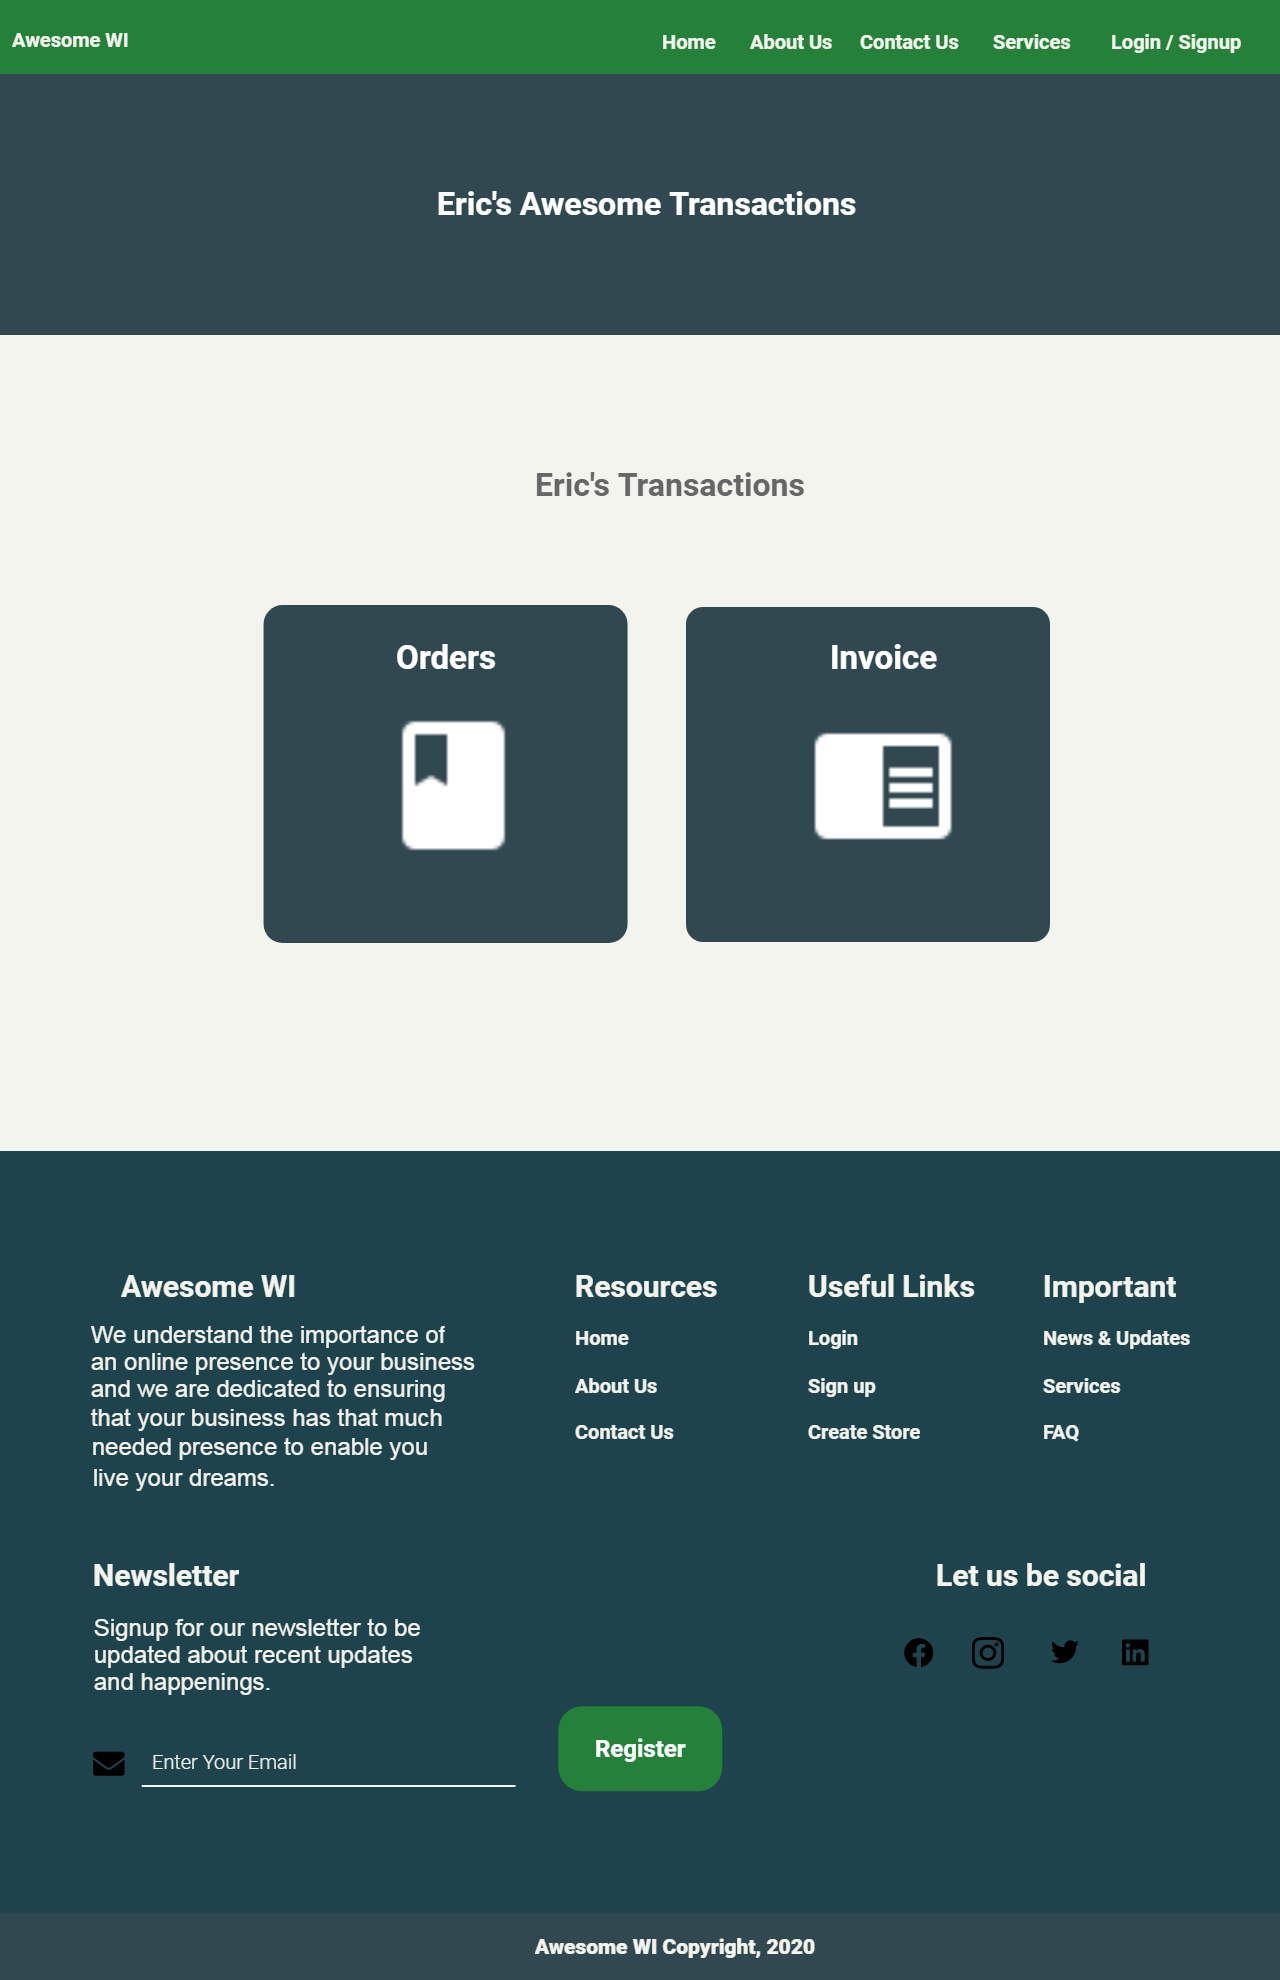 Awesome WI
Home About Us Contact Us Services Login / Signup
Eric's Awesome Transactions
Eric's Transactions
Orders
Invoice
Awesome WI
We understand the importance of
an online presence to your business
and we are dedicated to ensuring
that your business has that much
needed presence to enable you
live your dreams.
Resources
Home
About Us
Contact Us
Useful Links
Login
Sign up
Create Store
Important
News & Updates
Services
FAQ
Newsletter
Signup for our newsletter to be
updated about recent updates
and happenings.
Enter Your Email
Register
Let us be social
Awesome WI Copyright, 2020